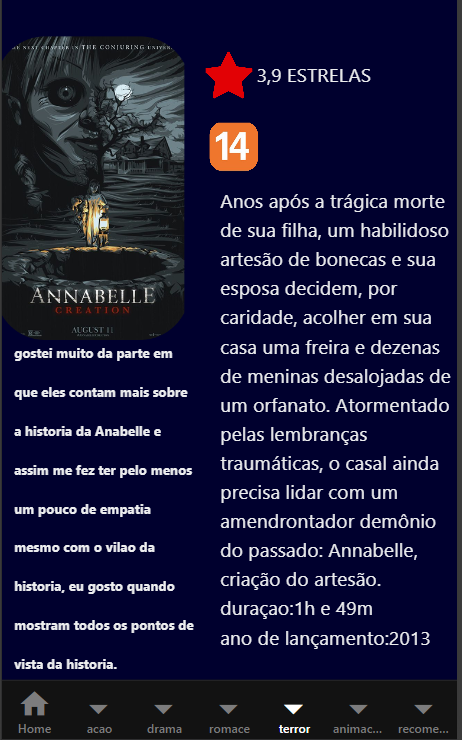 THE NEXT CHAPTER IN THE CONJURING UNIVERSE
ANNABELLE
CREATION
AUGUST 11
3,9 ESTRELAS
14
Anos após a trágica morte
de sua filha, um habilidoso
artesão de bonecas e sua
esposa decidem, por
caridade, acolher em sua
casa uma freira e dezenas
de meninas desalojadas de
um orfanato. Atormentado
pelas lembranças
traumáticas, o casal ainda
precisa lidar com um
amendrontador demônio
do passado: Annabelle,
criação do artesão.
duraçao:1h e 49m
ano de lançamento:2013
gostei muito da parte em
que eles contam mais sobre
a historia da Anabelle e
assim me fez ter pelo menos
um pouco de empatia
mesmo com o vilao da
historia, eu gosto quando
mostram todos os pontos de
vista da historia.
Home
acao
drama
romace
terror
animac...
recome...